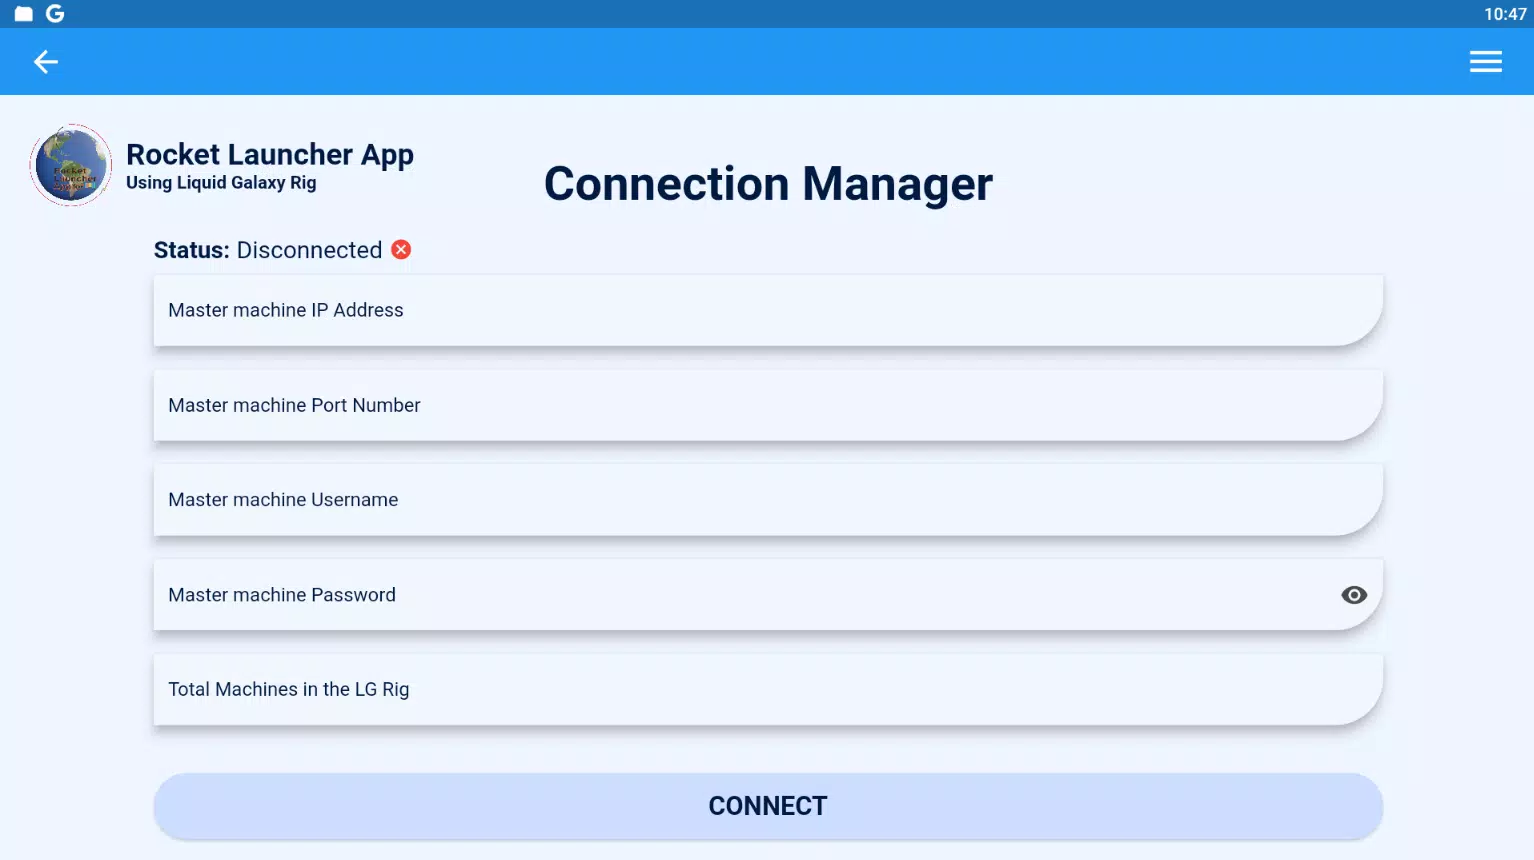 10:47
Rocket Launcher App
Using Liquid Galaxy Rig
Connection Manager
Status: Disconnected
Master machine IP Address
Master machine Port Number
Master machine Username
Master machine Password
Total Machines in the LG Rig
CONNECT